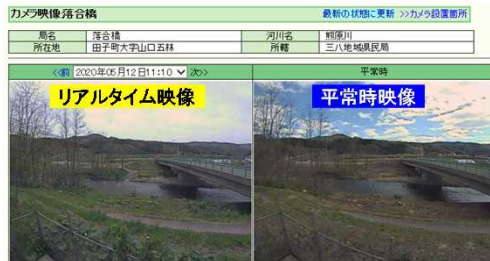 カメラ映像落合橋
最新の状態に更新 >>カメラ設置箇所
局名 落合橋 河川名 熊原川
所在地 田子町大字山口五林 所轄 三八地域県民局
<<前 2020年05月12日11:10 次>> 平常時
リアルタイム映像 平常時映像